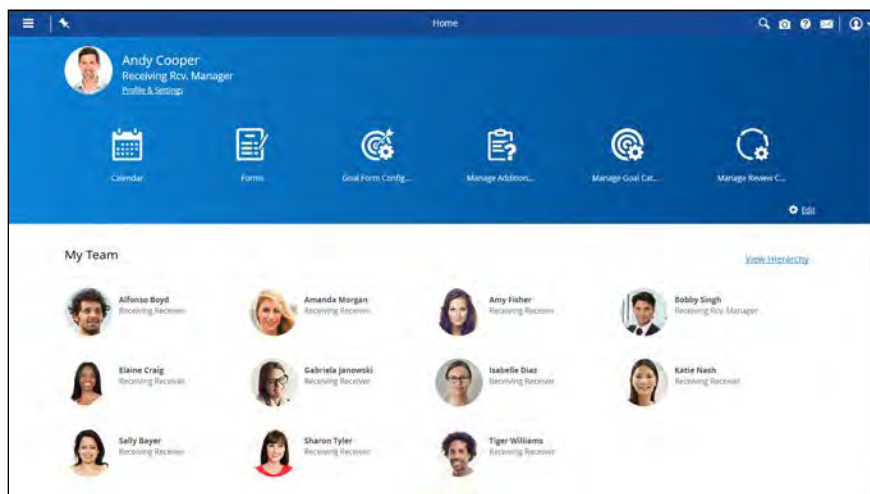 Home
Andy Cooper
Receiving Rcv. Manager
Profile & Settings
Calendar
Forms
Goal Form Config...
Manage Addition...
Manage Goal Cat...
Manage Review C...
Edit
My Team
View Hierarchy
Alfonso Boyd
Receiving Receiver
Amanda Morgan
Receiving Receiver
Amy Fisher
Receiving Receiver
Bobby Singh
Receiving Rcv. Manager
Elaine Craig
Receiving Receiver
Gabriela Janowski
Receiving Receiver
Isabelle Diaz
Receiving Receiver
Katie Nash
Receiving Receiver
Sally Bayer
Receiving Receiver
Sharon Tyler
Receiving Receiver
Tiger Williams
Receiving Receiver